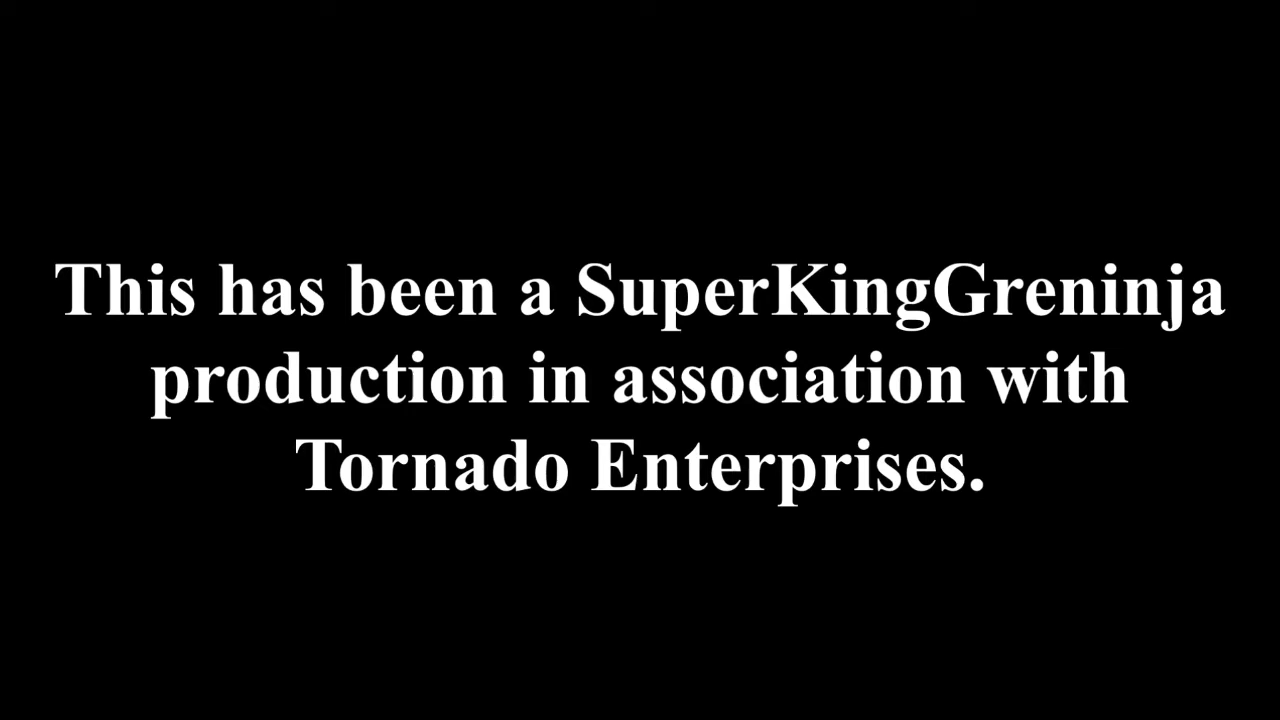 This has been a SuperKingGreninja
production in association with
Tornado Enterprises.